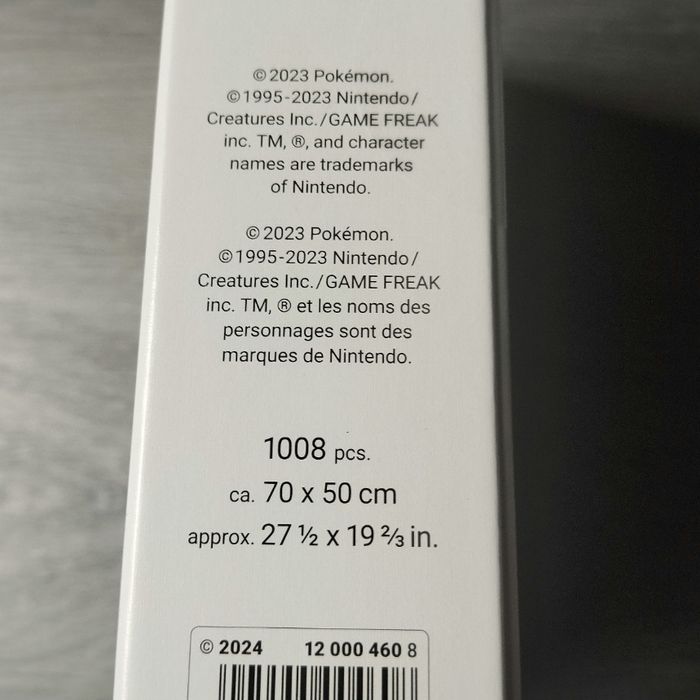 © 2023 Pokémon.
© 1995-2023 Nintendo/
Creatures Inc./GAME FREAK
inc. TM, ®, and character
names are trademarks
of Nintendo.
© 2023 Pokémon.
© 1995-2023 Nintendo/
Creatures Inc./GAME FREAK
inc. TM, ® et les noms des
personnages sont des
marques de Nintendo.
1008 pcs.
ca. 70 x 50 cm
approx. 27 ½ x 19 ⅔ in.
© 2024 12 000 460 8